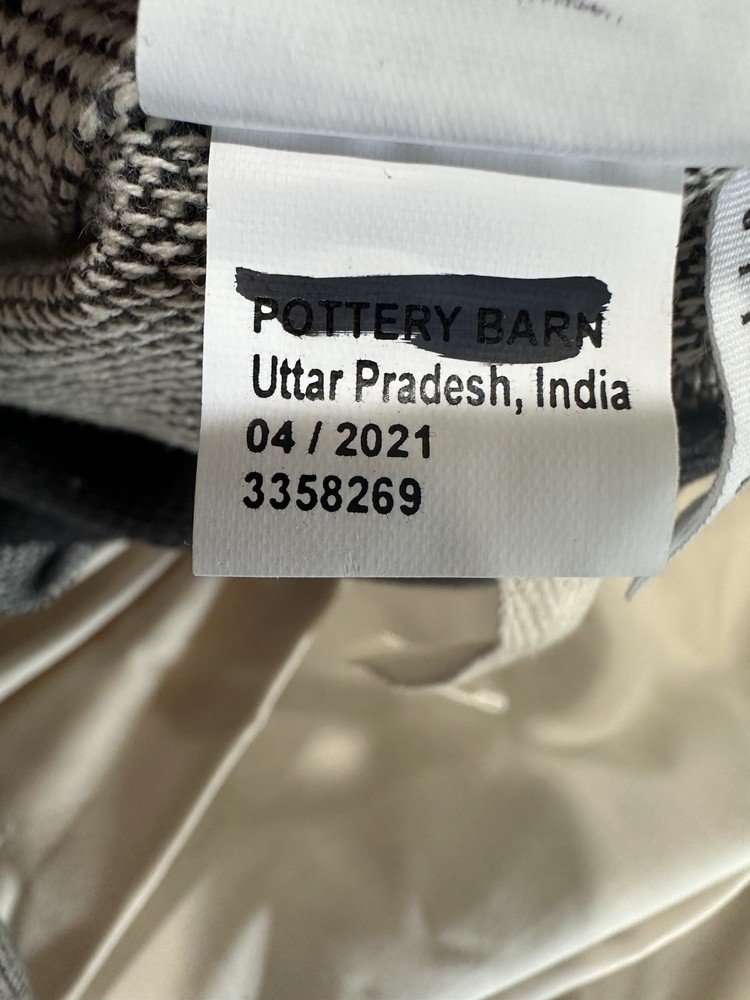 POTTERY BARN
Uttar Pradesh, India
04 / 2021
3358269